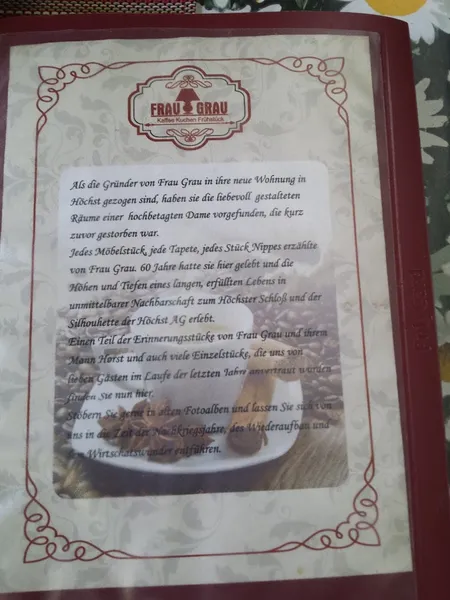 FRAU GRAU
Kaffee Kuchen Frühstück
Als die Gründer von Frau Grau in ihre neue Wohnung in
Höchst gezogen sind, haben sie die liebevoll gestalteten
Räume einer hochbetagten Dame vorgefunden, die kurz
zuvor gestorben war.
Jedes Möbelstück, jede Tapete, jedes Stück Nippes erzählte
von Frau Grau. 60 Jahre hatte sie hier gelebt und die
Höhen und Tiefen eines langen, erfüllten Lebens in
unmittelbarer Nachbarschaft zum Höchster Schloß und der
Silhouhette der Höchst AG erlebt.
Einen Teil der Erinnerungsstücke von Frau Grau und ihrem
Mann Horst und auch viele Einzelstücke, die uns von
lieben Gästen im Laufe der letzten Jahre anvertraut wurden
finden Sie nun hier.
Stöbern Sie gerne in alten Fotoalben und lassen Sie sich von
uns in die Zeit der Nachkriegsjahre, des Wiederaufbau und
dem Wirtschatswunder entführen.